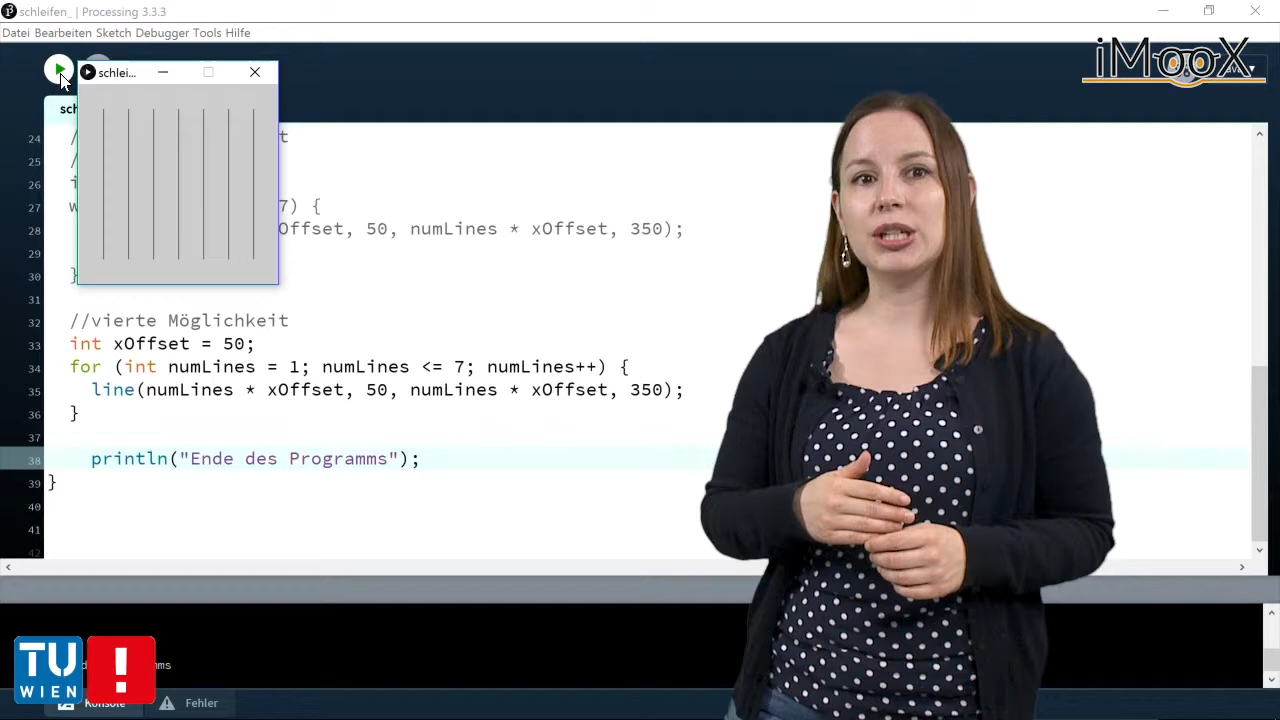 schleifen_ | Processing 3.3.3
Datei Bearbeiten Sketch Debugger Tools Hilfe
iMooX
schlei...
sch
24 / t
25 /
26 i
27 w 7) {
28 Offset, 50, numLines * xOffset, 350);
29
30 }
31
32 //vierte Möglichkeit
33 int xOffset = 50;
34 for (int numLines = 1; numLines <= 7; numLines++) {
35 line(numLines * xOffset, 50, numLines * xOffset, 350);
36 }
37
38 println("Ende des Programms");
39 }
40
41
42
TU
WIEN
!
mms
Konsole Fehler